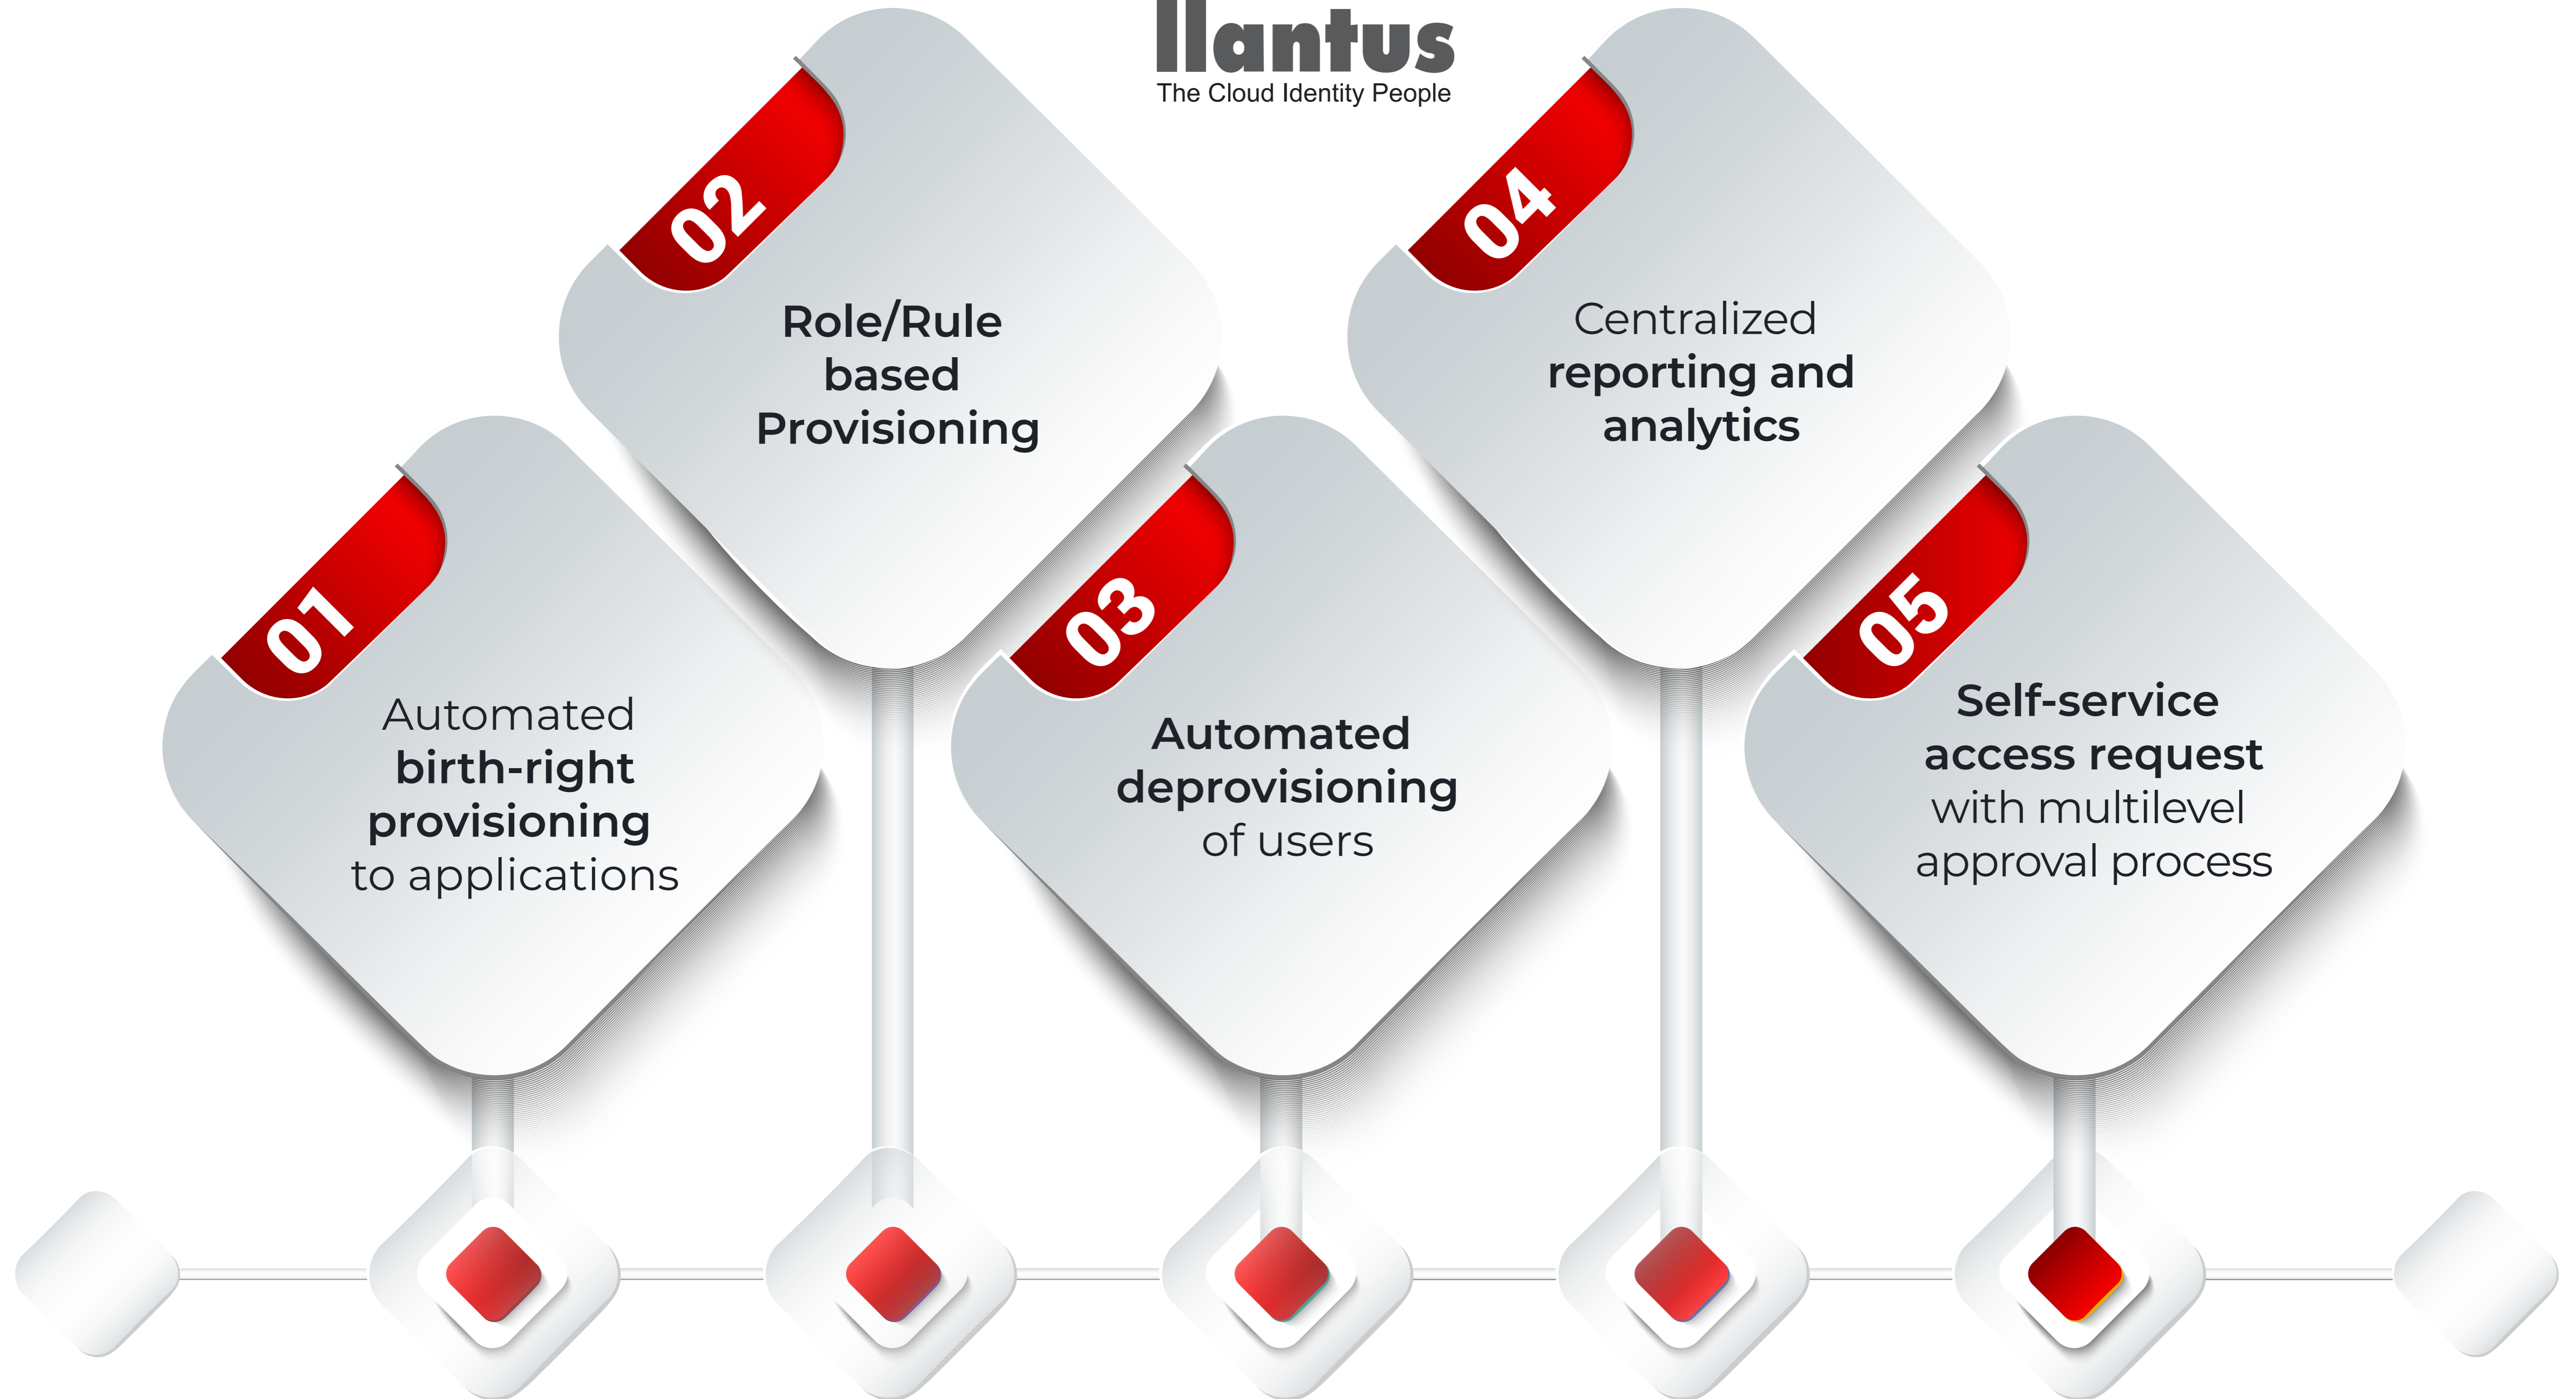 Ilantus
The Cloud Identity People
01
Automated
birth-right
provisioning
to applications
02
Role/Rule
based
Provisioning
03
Automated
deprovisioning
of users
04
Centralized
reporting and
analytics
05
Self-service
access request
with multilevel
approval process